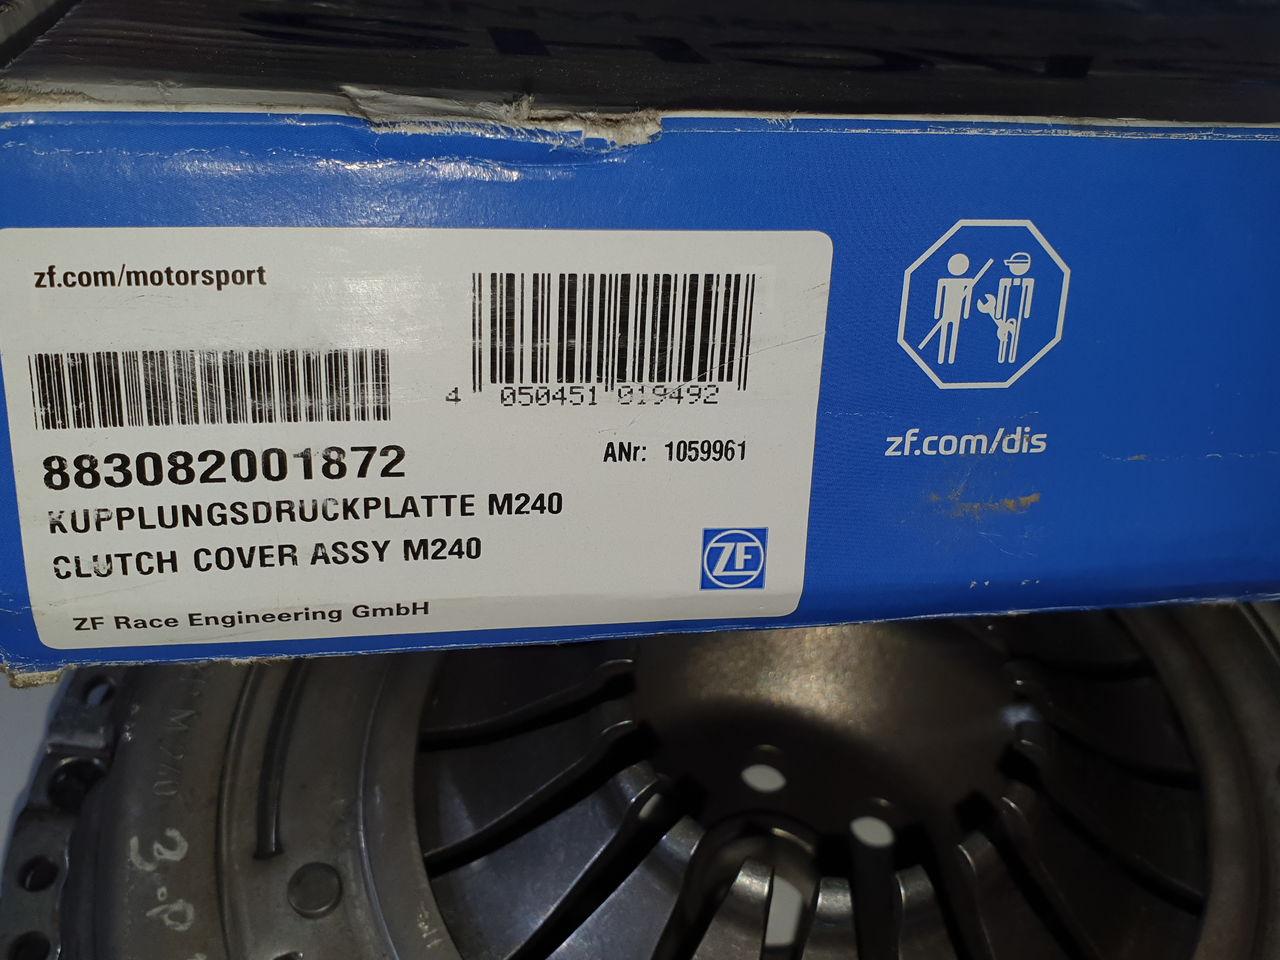 zf.com/motorsport
4 050451 019492
883082001872
ANr: 1059961
KUPPLUNGSDRUCKPLATTE M240
CLUTCH COVER ASSY M240
ZF
ZF Race Engineering GmbH
zf.com/dis
M240